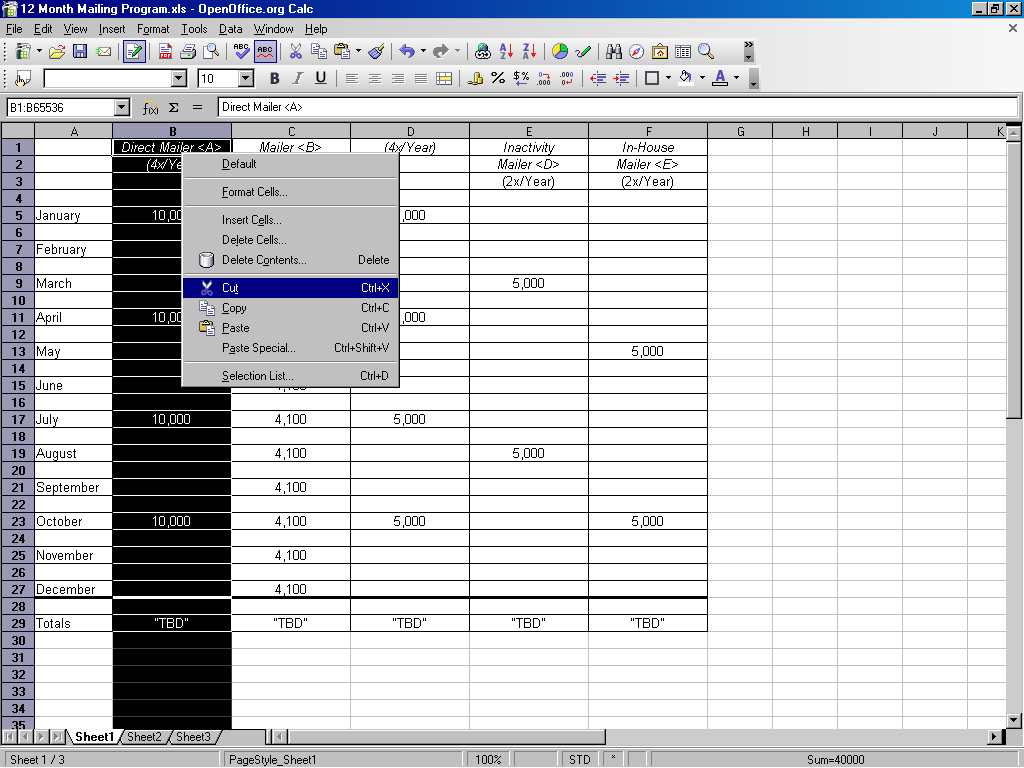 12 Month Mailing Program.xls - OpenOffice.org Calc
File Edit View Insert Format Tools Data Window Help
10
B1:B65536 f(x) Σ = Direct Mailer <A>
A B C D E F G H I J K
1 Direct Mailer <A> Mailer <B> (4x/Year) Inactivity In-House
2 (4x/Ye Mailer <D> Mailer <E>
3 (2x/Year) (2x/Year)
4
5 January 10,00 ,000
6
7 February
8
9 March 5,000
10
11 April 10,00 ,000
12
13 May 5,000
14
15 June
16
17 July 10,000 4,100 5,000
18
19 August 4,100 5,000
20
21 September 4,100
22
23 October 10,000 4,100 5,000 5,000
24
25 November 4,100
26
27 December 4,100
28
29 Totals "TBD" "TBD" "TBD" "TBD" "TBD"
30
31
32
33
34
35
Default
Format Cells...
Insert Cells...
Delete Cells...
Delete Contents... Delete
Cut Ctrl+X
Copy Ctrl+C
Paste Ctrl+V
Paste Special... Ctrl+Shift+V
Selection List... Ctrl+D
Sheet1 Sheet2 Sheet3
Sheet 1 / 3 PageStyle_Sheet1 100% STD * Sum=40000